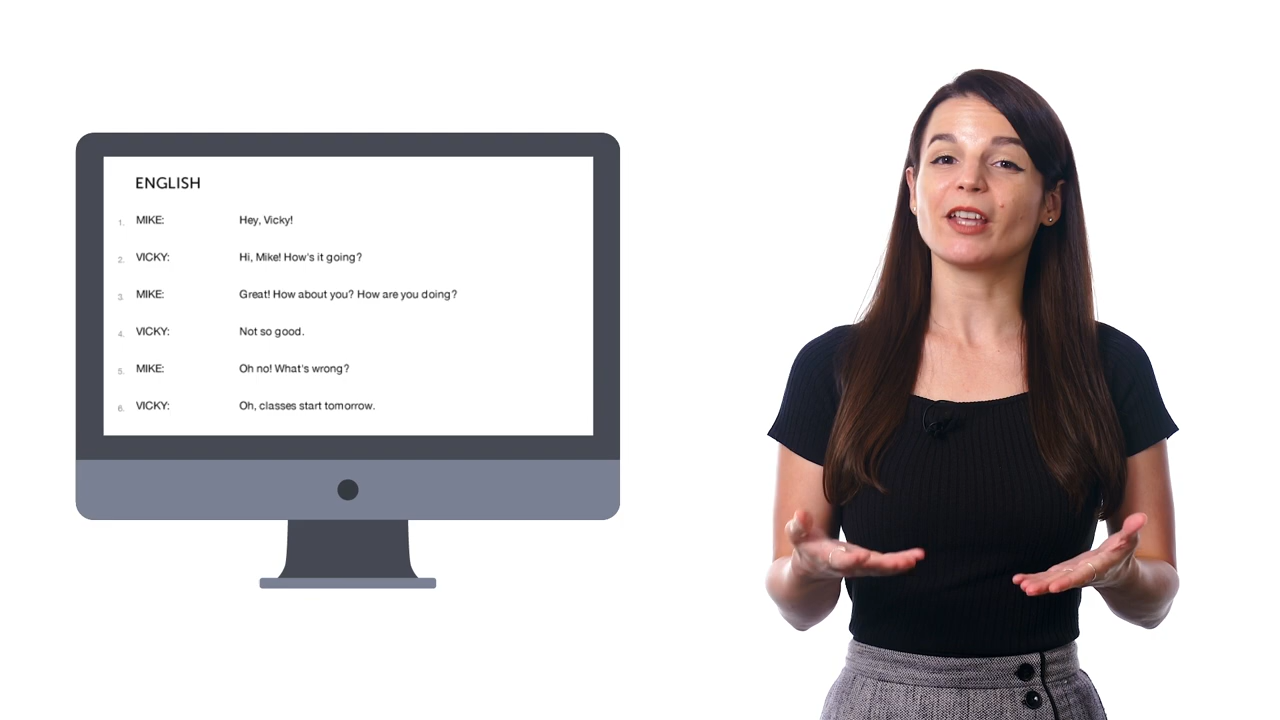 ENGLISH
1. MIKE: Hey, Vicky!
2. VICKY: Hi, Mike! How's it going?
3. MIKE: Great! How about you? How are you doing?
4. VICKY: Not so good.
5. MIKE: Oh no! What's wrong?
6. VICKY: Oh, classes start tomorrow.